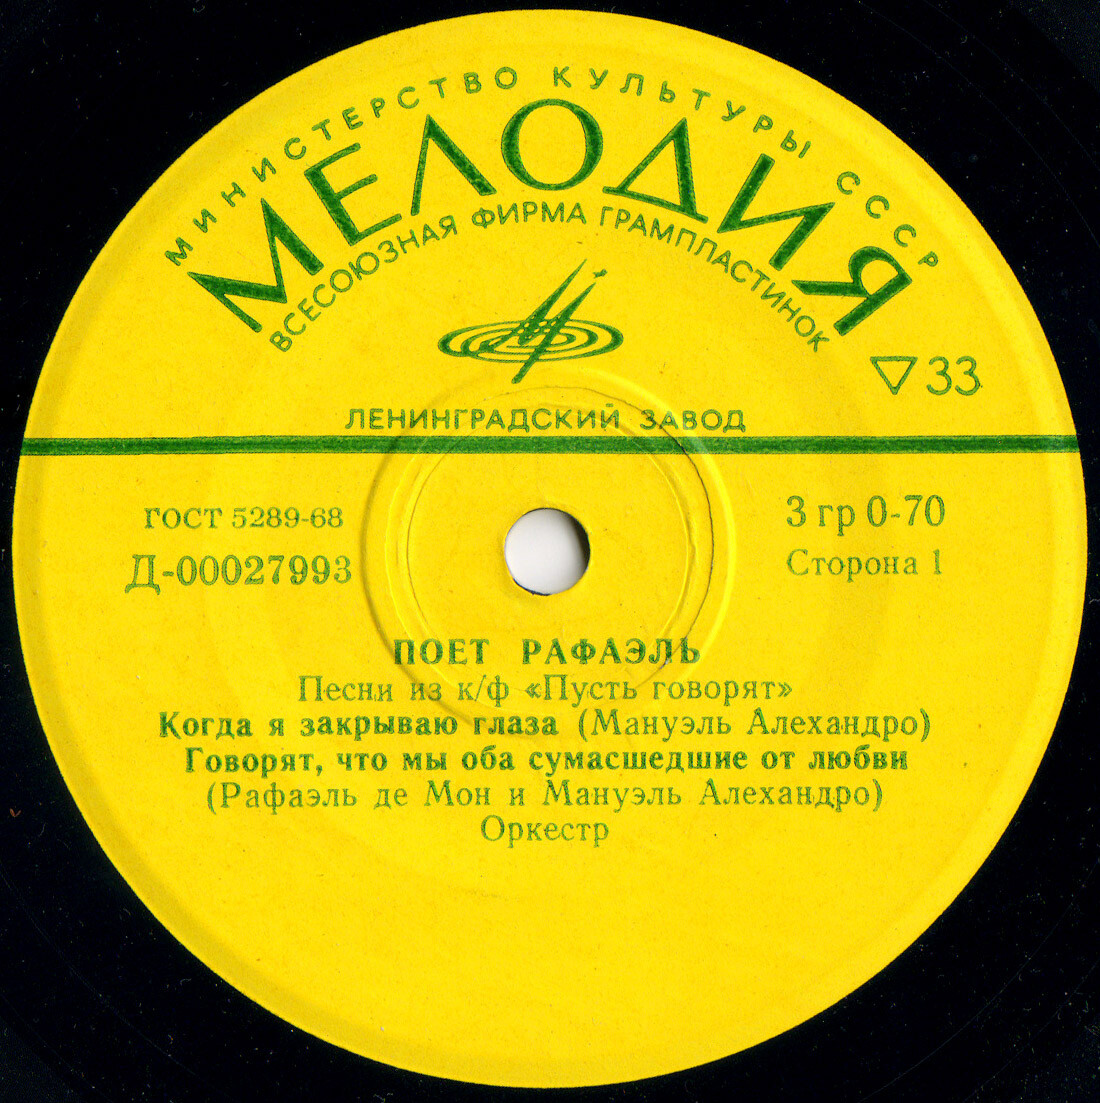 МИНИСТЕРСТВО КУЛЬТУРЫ СССР
МЕЛОДИЯ
ВСЕСОЮЗНАЯ ФИРМА ГРАМПЛАСТИНОК
33
ЛЕНИНГРАДСКИЙ ЗАВОД
ГОСТ 5289-68
3 гр 0-70
Д-00027993
Сторона 1
ПОЕТ РАФАЭЛЬ
Песни из к/ф «Пусть говорят»
Когда я закрываю глаза (Мануэль Алехандро)
Говорят, что мы оба сумасшедшие от любви
(Рафаэль де Мон и Мануэль Алехандро)
Оркестр